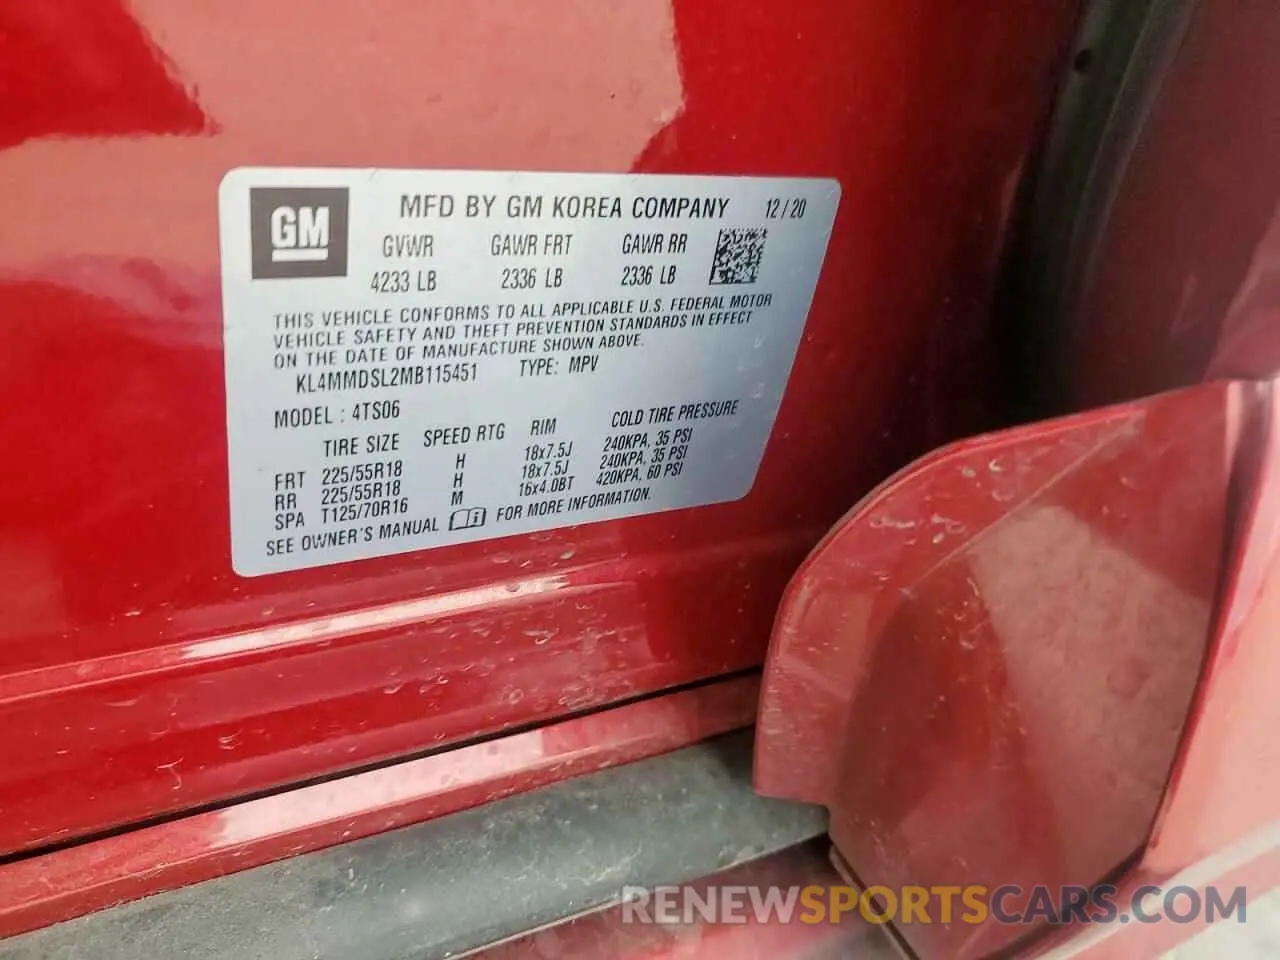 GM MFD BY GM KOREA COMPANY 12/20
GVWR GAWR FRT GAWR RR
4233 LB 2336 LB 2336 LB
THIS VEHICLE CONFORMS TO ALL APPLICABLE U.S. FEDERAL MOTOR
VEHICLE SAFETY AND THEFT PREVENTION STANDARDS IN EFFECT
ON THE DATE OF MANUFACTURE SHOWN ABOVE.
KL4MMDSL2MB115451 TYPE: MPV
MODEL : 4TS06
TIRE SIZE SPEED RTG RIM COLD TIRE PRESSURE
FRT 225/55R18 H 18x7.5J 240KPA, 35 PSI
RR 225/55R18 H 18x7.5J 240KPA, 35 PSI
SPA T125/70R16 M 16x4.0BT 420KPA, 60 PSI
SEE OWNER'S MANUAL i FOR MORE INFORMATION.
RENEWSPORTSCARS.COM